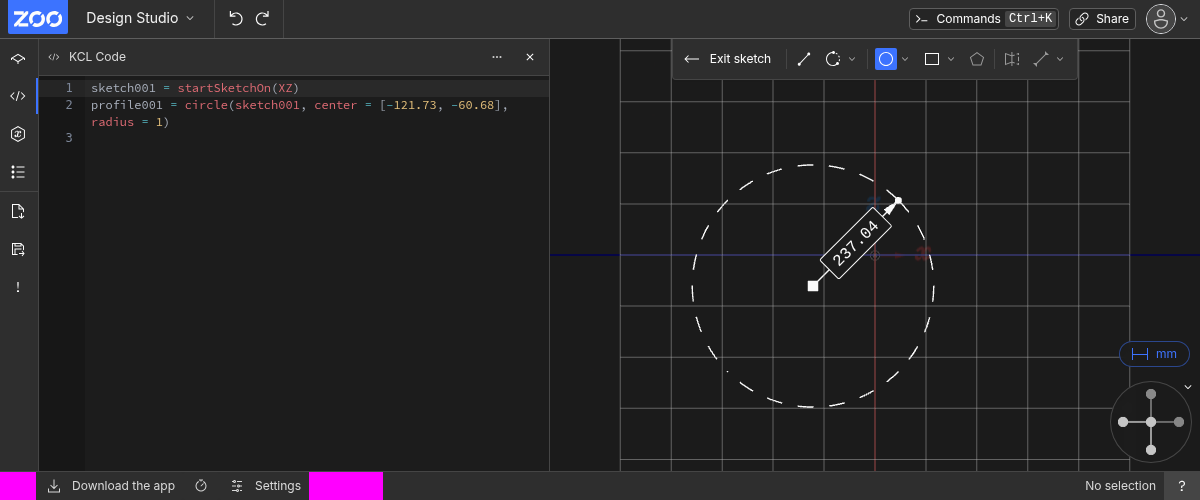 ZOO Design Studio Commands Ctrl+K Share
KCL Code
Exit sketch
1 sketch001 = startSketchOn(XZ)
2 profile001 = circle(sketch001, center = [-121.73, -60.68],
radius = 1)
3
237.04
mm
Download the app Settings No selection ?